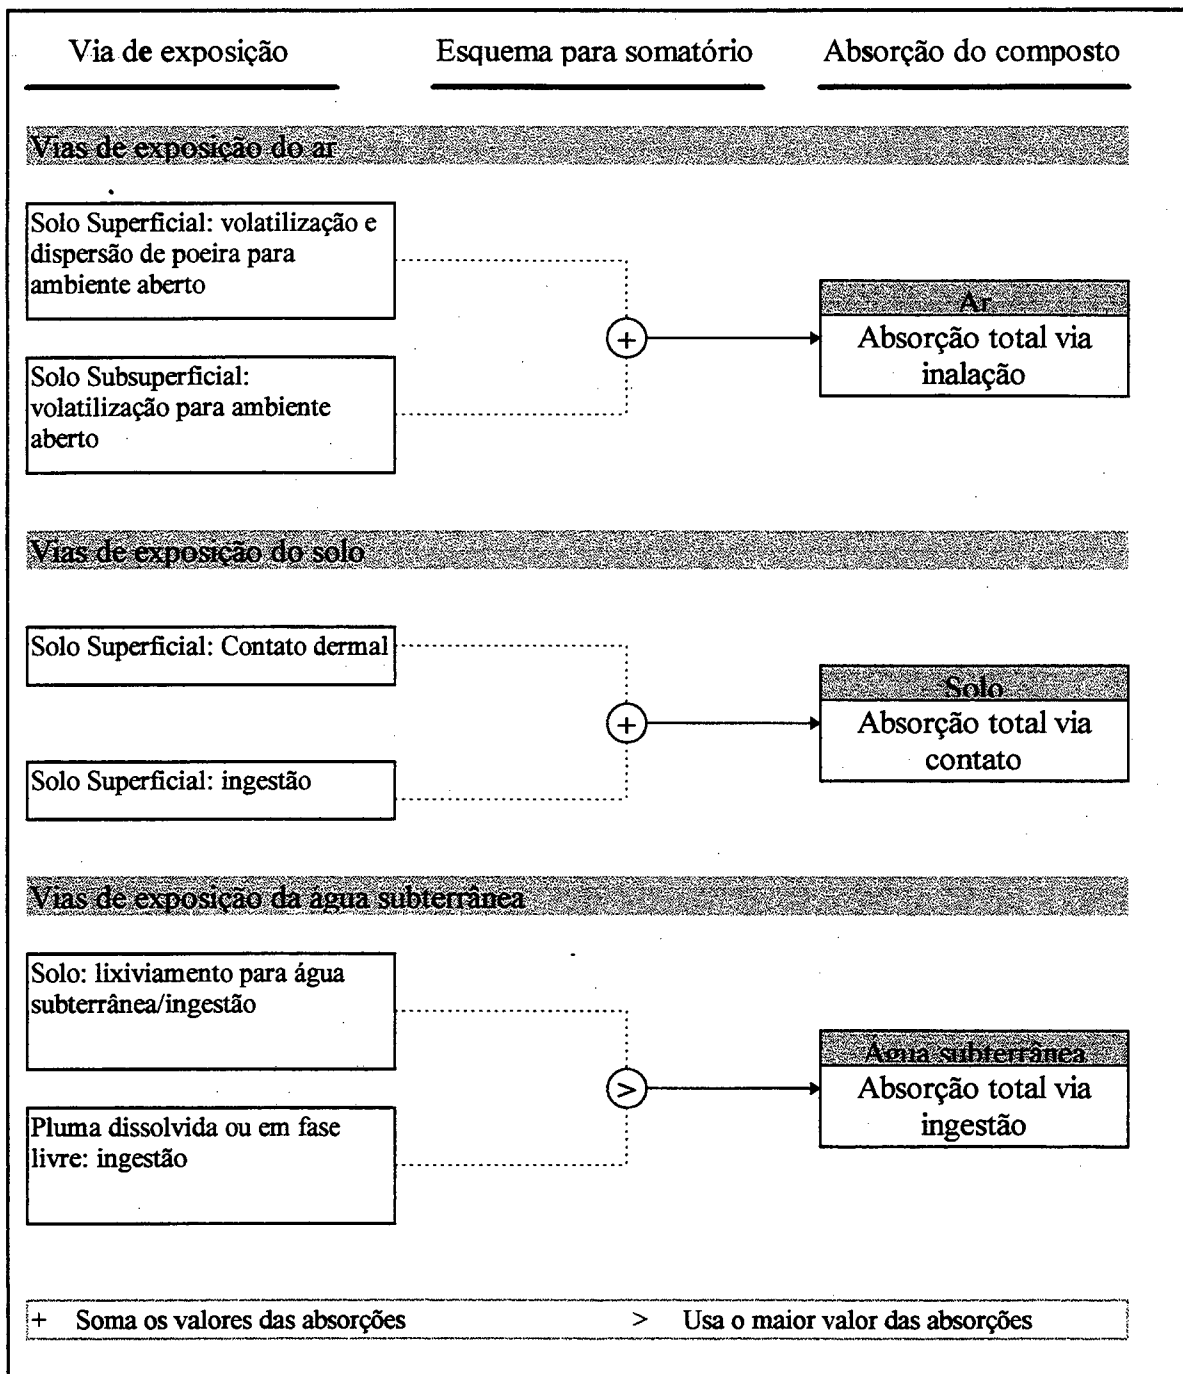 Via de exposição Esquema para somatório Absorção do composto
Vias de exposição do ar
Solo Superficial: volatilização e
dispersão de poeira para
ambiente aberto
+
Ar
Absorção total via
inalação
Solo Subsuperficial:
volatilização para ambiente
aberto
Vias de exposição do solo
Solo Superficial: Contato dermal
+
Solo
Absorção total via
contato
Solo Superficial: ingestão
Vias de exposição da água subterrânea
Solo: lixiviamento para água
subterrânea/ingestão
>
Água subterrânea
Absorção total via
ingestão
Pluma dissolvida ou em fase
livre: ingestão
+ Soma os valores das absorções > Usa o maior valor das absorções